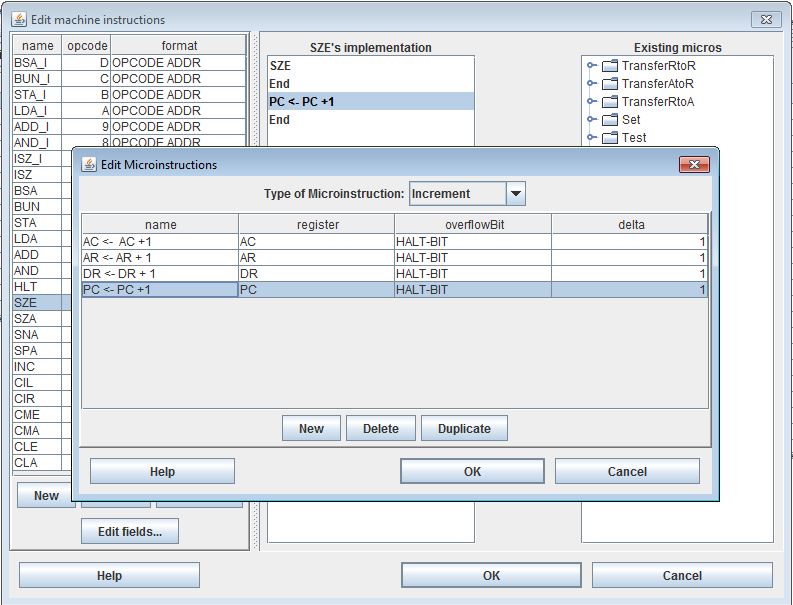 Edit machine instructions
name opcode format
BSA_I D OPCODE ADDR
BUN_I C OPCODE ADDR
STA_I B OPCODE ADDR
LDA_I A OPCODE ADDR
ADD_I 9 OPCODE ADDR
AND_I 8 OPCODE ADDR
ISZ_I
ISZ
BSA
BUN
STA
LDA
ADD
AND
HLT
SZE
SZA
SNA
SPA
INC
CIL
CIR
CME
CMA
CLE
CLA
New
Edit fields...
SZE's implementation
SZE
End
PC <- PC +1
End
Existing micros
TransferRtoR
TransferAtoR
TransferRtoA
Set
Test
Edit Microinstructions
Type of Microinstruction: Increment
name register overflowBit delta
AC <- AC +1 AC HALT-BIT 1
AR <- AR + 1 AR HALT-BIT 1
DR <- DR + 1 DR HALT-BIT 1
PC <- PC +1 PC HALT-BIT 1
New Delete Duplicate
Help OK Cancel
Help OK Cancel